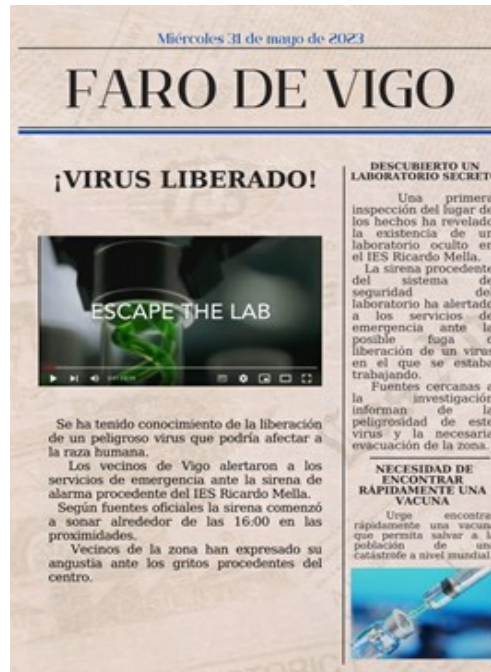 Miércoles 31 de mayo de 2023
FARO DE VIGO
¡VIRUS LIBERADO!
ESCAPE THE LAB
Se ha tenido conocimiento de la liberación
de un peligroso virus que podría afectar a
la raza humana.
Los vecinos de Vigo alertaron a los
servicios de emergencia ante la sirena de
alarma procedente del IES Ricardo Mella.
Según fuentes oficiales la sirena comenzó
a sonar alrededor de las 16:00 en las
proximidades.
Vecinos de la zona han expresado su
angustia ante los gritos procedentes del
centro.
DESCUBIERTO UN
LABORATORIO SECRETO
Una primera
inspección del lugar de
los hechos ha revelado
la existencia de un
laboratorio oculto en
el IES Ricardo Mella.
La sirena procedente
del sistema de
seguridad del
laboratorio ha alertado
a los servicios de
emergencia ante la
posible fuga o
liberación de un virus
en el que se estaba
trabajando.
Fuentes cercanas a
la investigación
informan de la
peligrosidad de este
virus y la necesaria
evacuación de la zona.
NECESIDAD DE
ENCONTRAR
RÁPIDAMENTE UNA
VACUNA
Urge encontrar
rápidamente una vacuna
que permita salvar a la
población de una
catástrofe a nivel mundial.